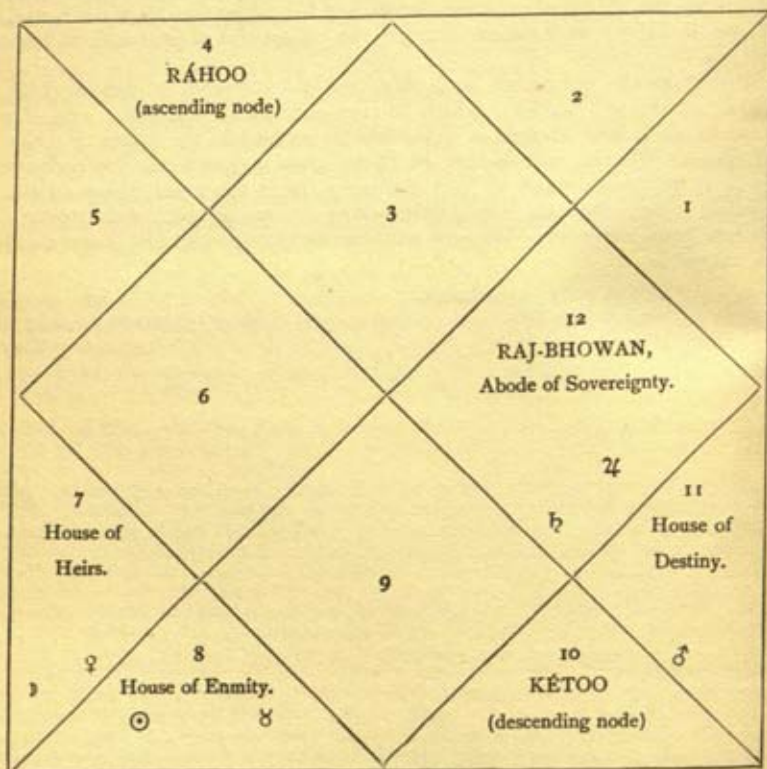 4
RÁHOO
(ascending node)
2
5
3
1
12
RAJ-BHOWAN,
Abode of Sovereignty.
6
♃
7
House of
Heirs.
♄
11
House of
Destiny.
9
♀
☽
8
House of Enmity.
☉ ♉
10
KÉTOO
(descending node)
♂